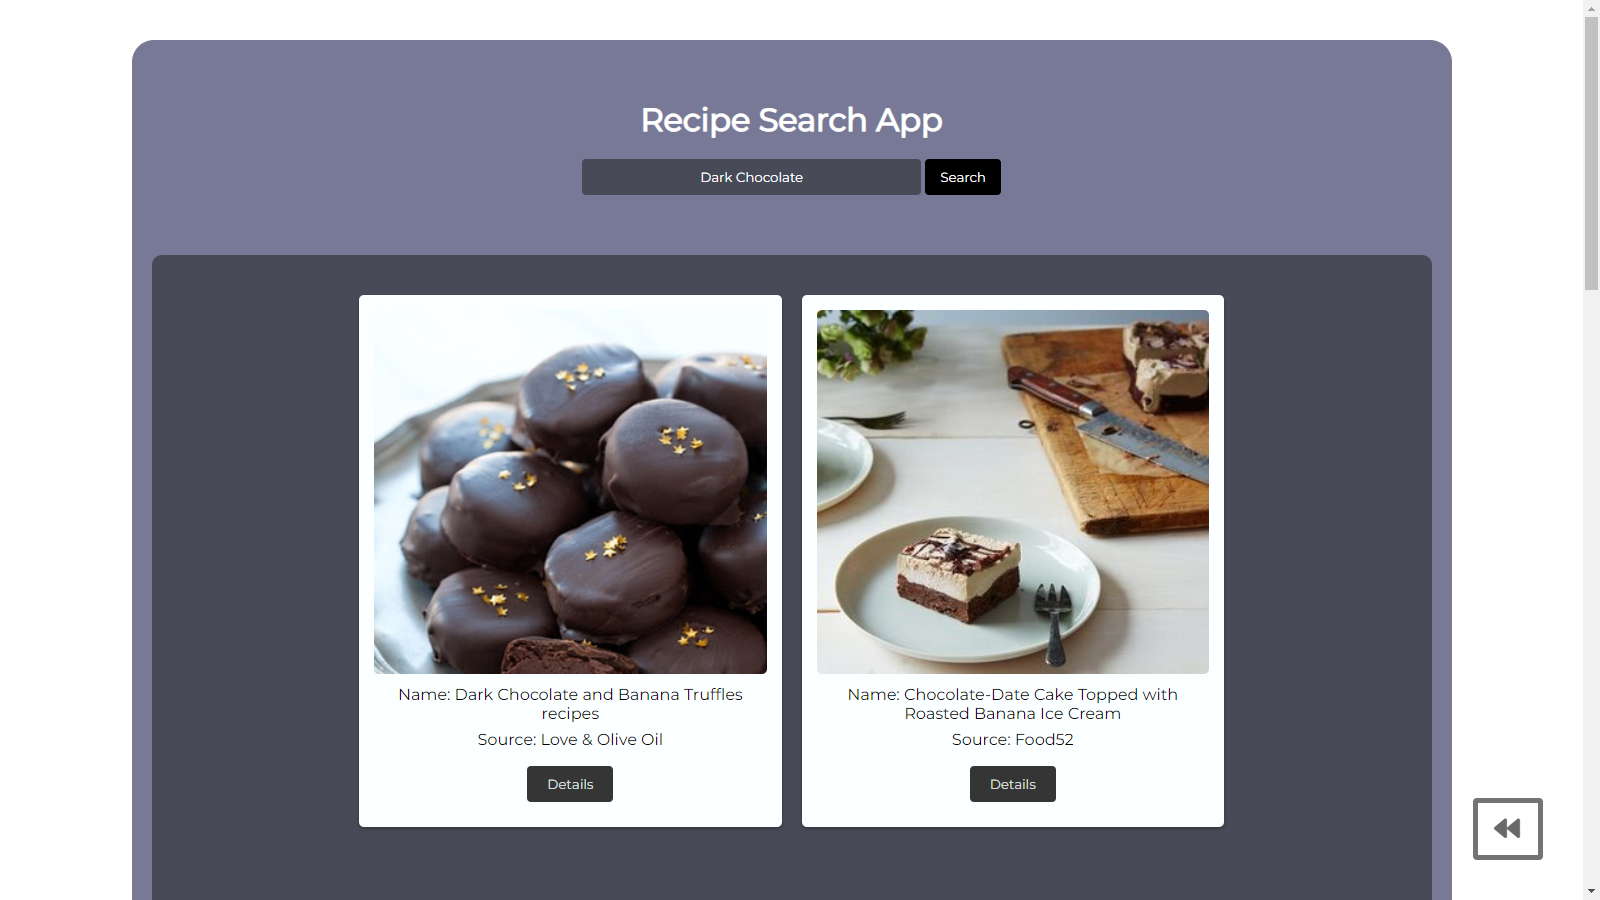 Recipe Search App
Dark Chocolate
Search
Name: Dark Chocolate and Banana Truffles
recipes
Source: Love & Olive Oil
Details
Name: Chocolate-Date Cake Topped with
Roasted Banana Ice Cream
Source: Food52
Details